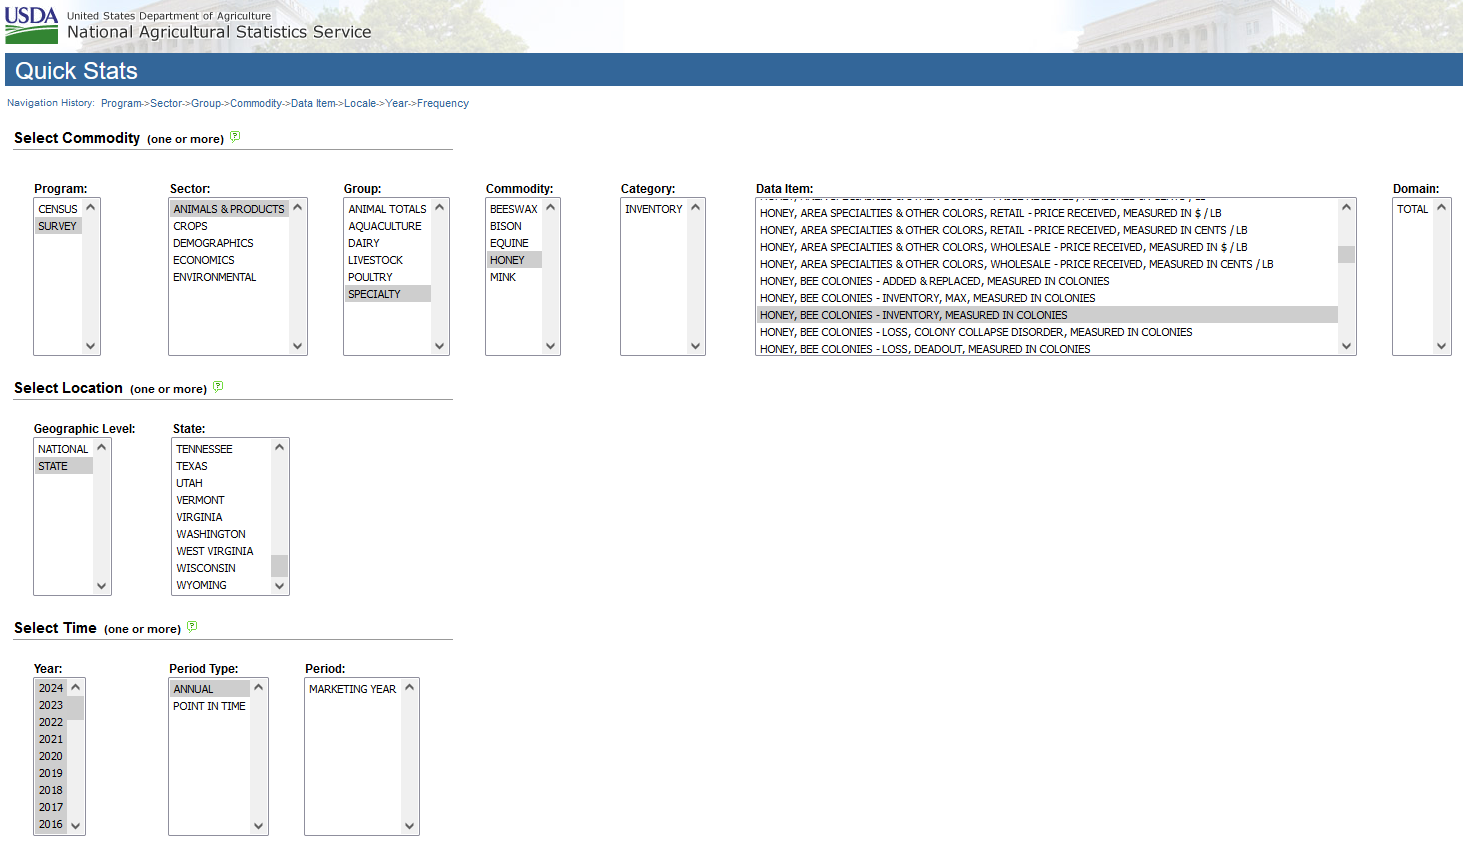 USDA
United States Department of Agriculture
National Agricultural Statistics Service
Quick Stats
Navigation History: Program->Sector->Group->Commodity->Data Item->Locale->Year->Frequency
Select Commodity (one or more) ?
Program:
CENSUS
SURVEY
Sector:
ANIMALS & PRODUCTS
CROPS
DEMOGRAPHICS
ECONOMICS
ENVIRONMENTAL
Group:
ANIMAL TOTALS
AQUACULTURE
DAIRY
LIVESTOCK
POULTRY
SPECIALTY
Commodity:
BEESWAX
BISON
EQUINE
HONEY
MINK
Category:
INVENTORY
Data Item:
HONEY, AREA SPECIALTIES & OTHER COLORS, RETAIL - PRICE RECEIVED, MEASURED IN $ / LB
HONEY, AREA SPECIALTIES & OTHER COLORS, RETAIL - PRICE RECEIVED, MEASURED IN CENTS / LB
HONEY, AREA SPECIALTIES & OTHER COLORS, WHOLESALE - PRICE RECEIVED, MEASURED IN $ / LB
HONEY, AREA SPECIALTIES & OTHER COLORS, WHOLESALE - PRICE RECEIVED, MEASURED IN CENTS / LB
HONEY, BEE COLONIES - ADDED & REPLACED, MEASURED IN COLONIES
HONEY, BEE COLONIES - INVENTORY, MAX, MEASURED IN COLONIES
HONEY, BEE COLONIES - INVENTORY, MEASURED IN COLONIES
HONEY, BEE COLONIES - LOSS, COLONY COLLAPSE DISORDER, MEASURED IN COLONIES
HONEY, BEE COLONIES - LOSS, DEADOUT, MEASURED IN COLONIES
Domain:
TOTAL
Select Location (one or more) ?
Geographic Level:
NATIONAL
STATE
State:
TENNESSEE
TEXAS
UTAH
VERMONT
VIRGINIA
WASHINGTON
WEST VIRGINIA
WISCONSIN
WYOMING
Select Time (one or more) ?
Year:
2024
2023
2022
2021
2020
2019
2018
2017
2016
Period Type:
ANNUAL
POINT IN TIME
Period:
MARKETING YEAR